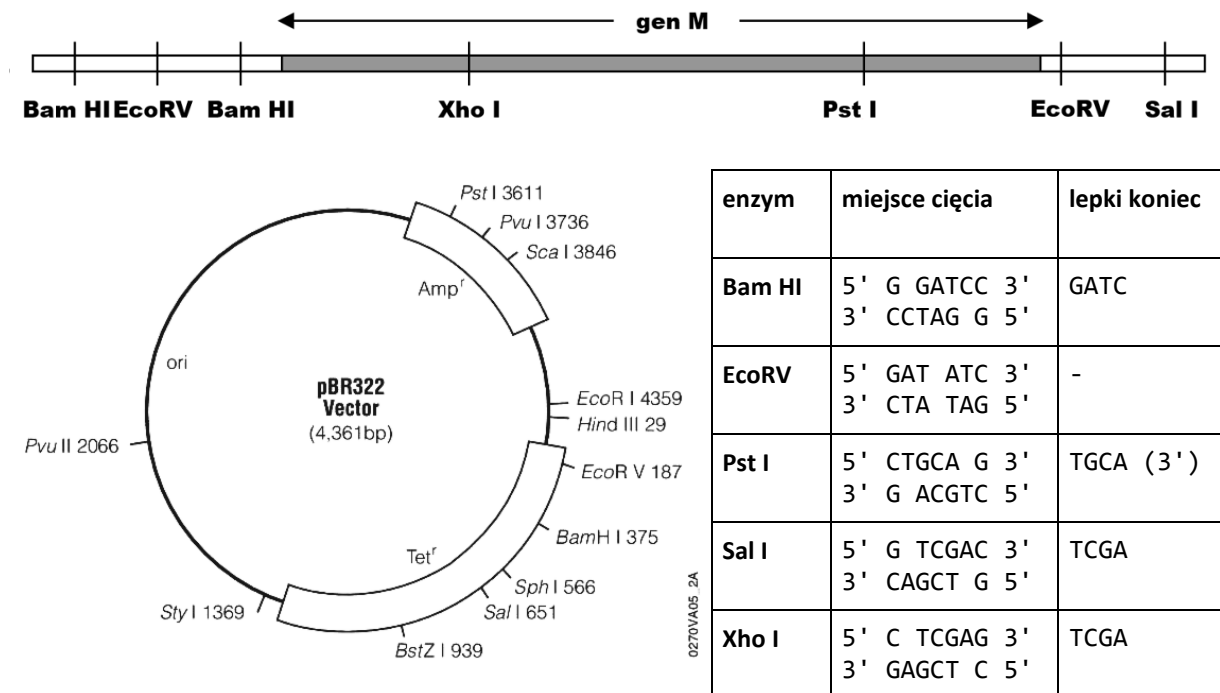 gen M
Bam HI EcoRV Bam HI Xho I Pst I EcoRV Sal I
Pst I 3611
Pvu I 3736
Sca I 3846
Ampʳ
ori
pBR322
Vector
(4,361bp)
EcoR I 4359
Hind III 29
Pvu II 2066
EcoR V 187
BamH I 375
Tetʳ
Sph I 566
Sal I 651
Sty I 1369
BstZ I 939
0270VA05_2A
enzym miejsce cięcia lepki koniec
Bam HI 5' G GATCC 3' GATC
3' CCTAG G 5'
EcoRV 5' GAT ATC 3' -
3' CTA TAG 5'
Pst I 5' CTGCA G 3' TGCA (3')
3' G ACGTC 5'
Sal I 5' G TCGAC 3' TCGA
3' CAGCT G 5'
Xho I 5' C TCGAG 3' TCGA
3' GAGCT C 5'